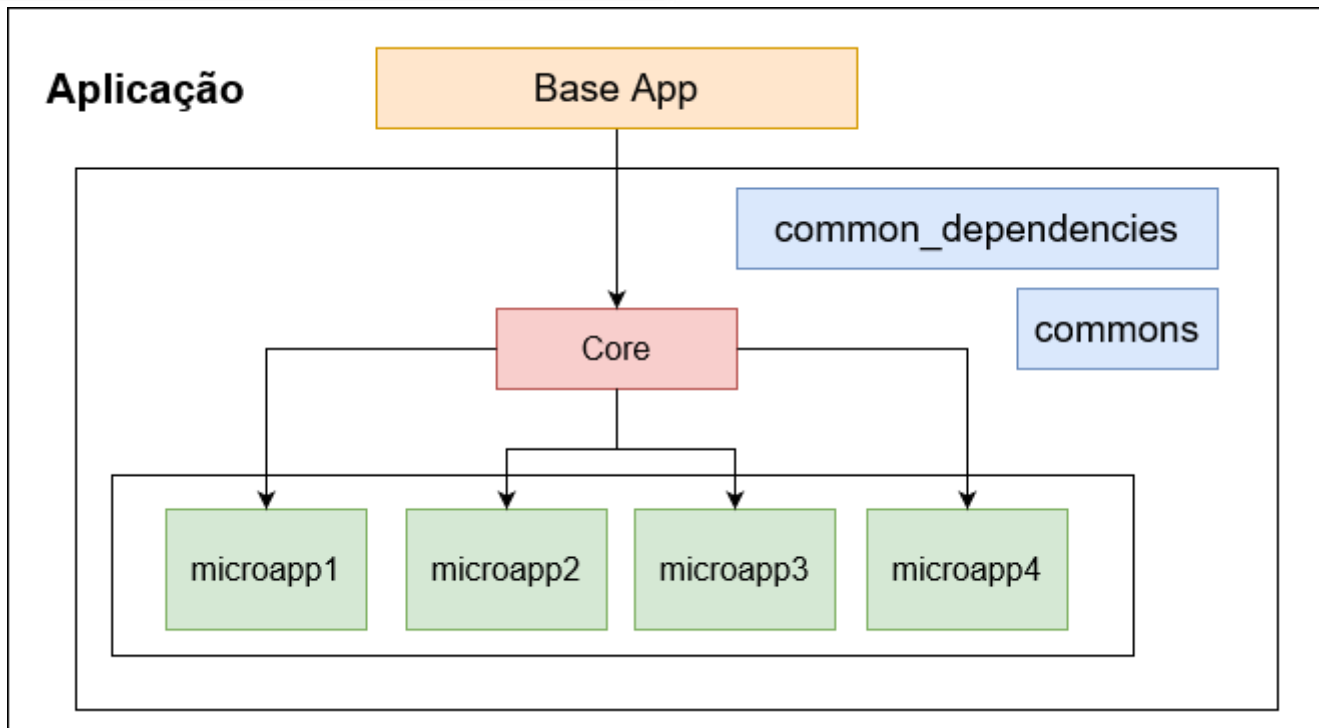 Aplicação
Base App
common_dependencies
commons
Core
microapp1
microapp2
microapp3
microapp4